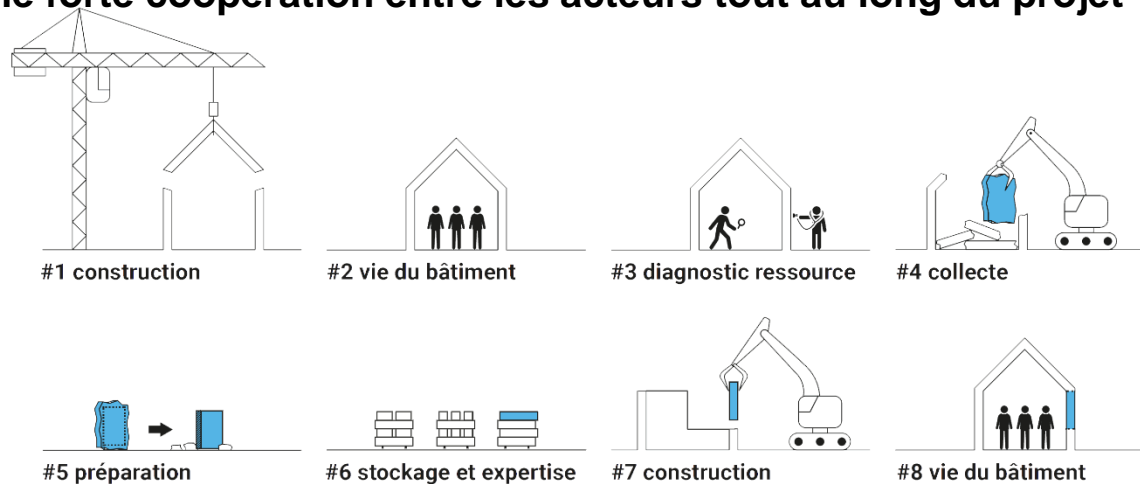 ne forte coopération entre les acteurs tout au long du projet
#1 construction
#2 vie du bâtiment
#3 diagnostic ressource
#4 collecte
#5 préparation
#6 stockage et expertise
#7 construction
#8 vie du bâtiment